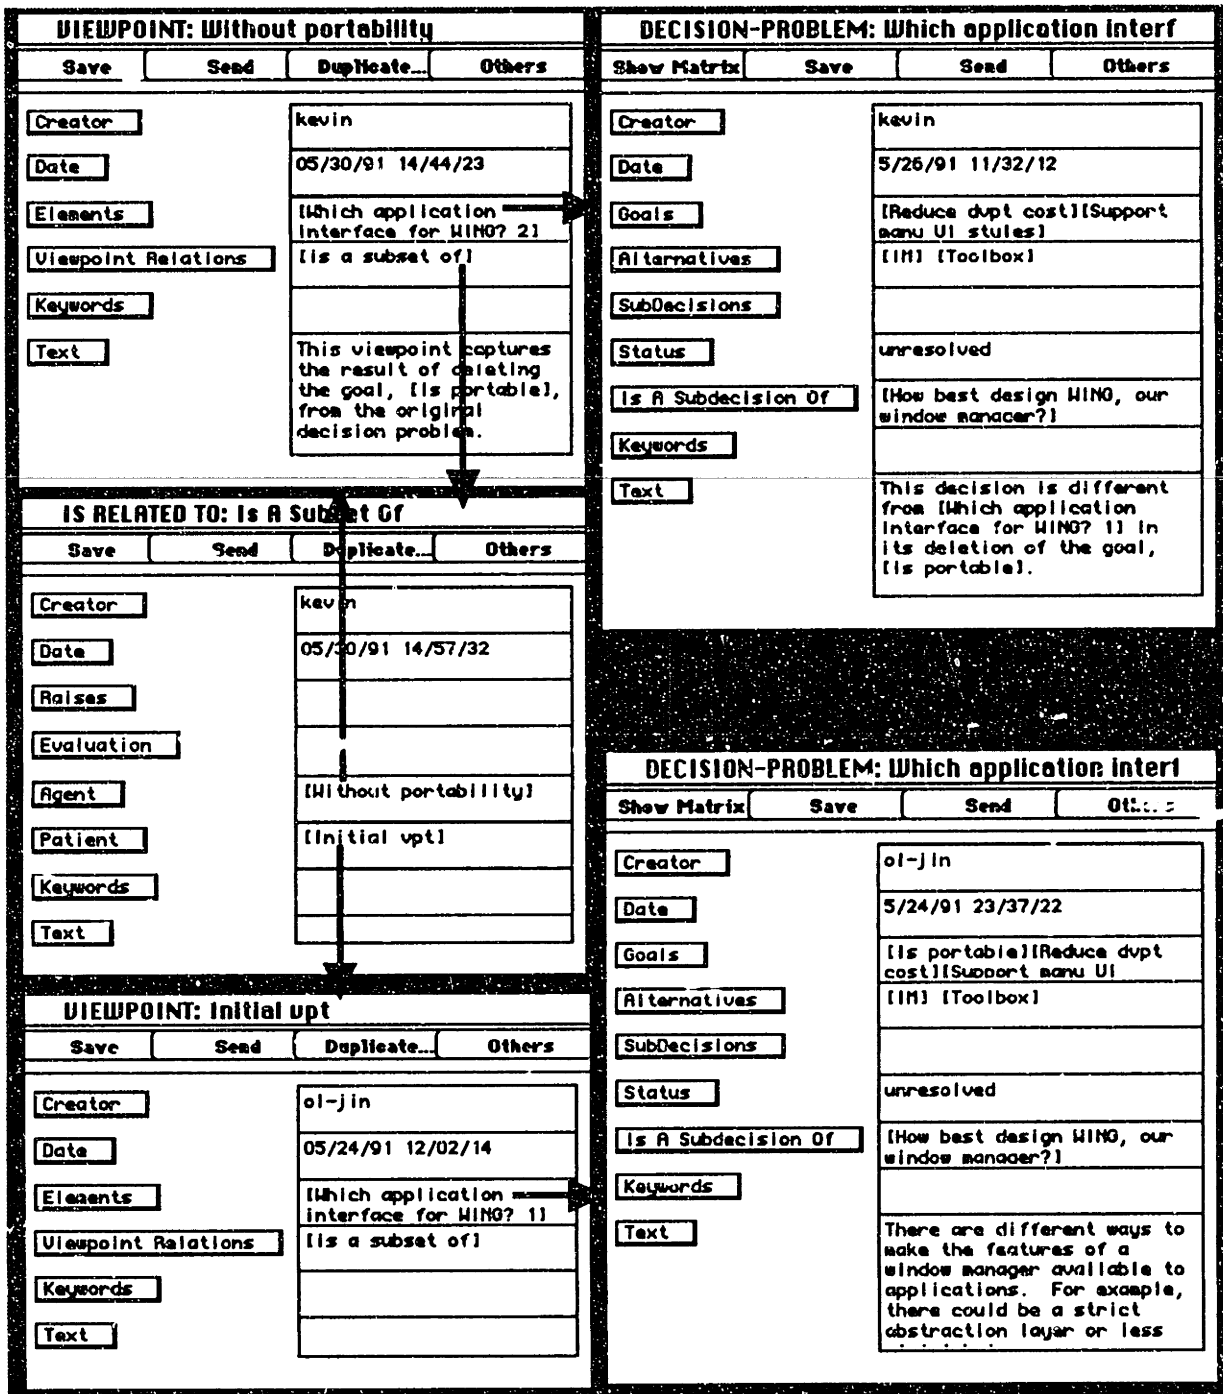 VIEWPOINT: Without portability
Save Send Duplicate... Others
Creator
kevin
Date
05/30/91 14/44/23
Elements
[Which application
interface for WING? 2]
Viewpoint Relations
[is a subset of]
Keywords
Text
This viewpoint captures
the result of deleting
the goal, [Is portable],
from the original
decision problem.
DECISION-PROBLEM: Which application interf
Show Matrix Save Send Others
Creator
kevin
Date
5/26/91 11/32/12
Goals
[Reduce dvpt cost][Support
many UI styles]
Alternatives
[IM] [Toolbox]
SubDecisions
Status
unresolved
Is A Subdecision Of
[How best design WING, our
window manager?]
Keywords
Text
This decision is different
from [Which application
interface for WING? 1] in
its deletion of the goal,
[Is portable].
IS RELATED TO: Is A Subset Of
Save Send Duplicate... Others
Creator
kevin
Date
05/30/91 14/57/32
Raises
Evaluation
Agent
[Without portability]
Patient
[Initial vpt]
Keywords
Text
VIEWPOINT: Initial vpt
Save Send Duplicate... Others
Creator
ol-jin
Date
05/24/91 12/02/14
Elements
[Which application
interface for WING? 1]
Viewpoint Relations
[is a subset of]
Keywords
Text
DECISION-PROBLEM: Which application interf
Show Matrix Save Send Others
Creator
ol-jin
Date
5/24/91 23/37/22
Goals
[Is portable][Reduce dvpt
cost][Support many UI
Alternatives
[IM] [Toolbox]
SubDecisions
Status
unresolved
Is A Subdecision Of
[How best design WING, our
window manager?]
Keywords
Text
There are different ways to
make the features of a
window manager available to
applications. For example,
there could be a strict
abstraction layer or less